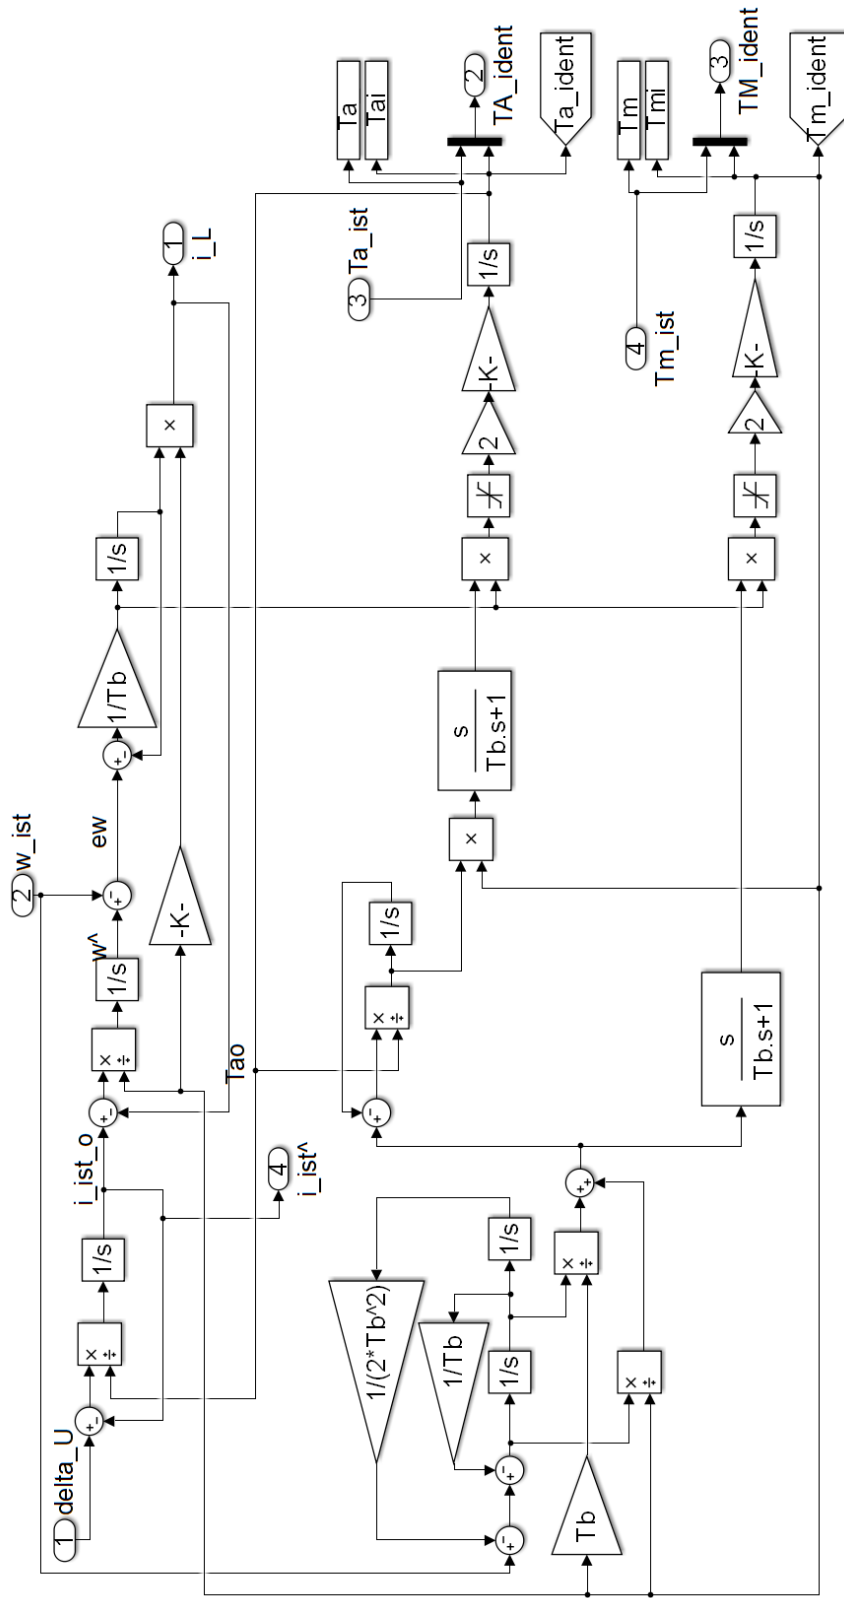 1
delta_U
+-
×
÷
1/s
i_ist_o
+-
×
÷
1/s
w^
-+
2
w_ist
ew
+-
1/Tb
1/s
×
1
i_L
-K-
Tao
4
i_ist^
+-
×
÷
1/s
×
s
Tb.s+1
×
2
-K-
1/s
3
Ta_ist
Ta
Tai
2
TA_ident
Ta_ident
1/(2*Tb^2)
1/Tb
-+
-+
1/s
1/s
Tb
×
÷
×
÷
++
s
Tb.s+1
×
2
-K-
1/s
4
Tm_ist
Tm
Tmi
3
TM_ident
Tm_ident